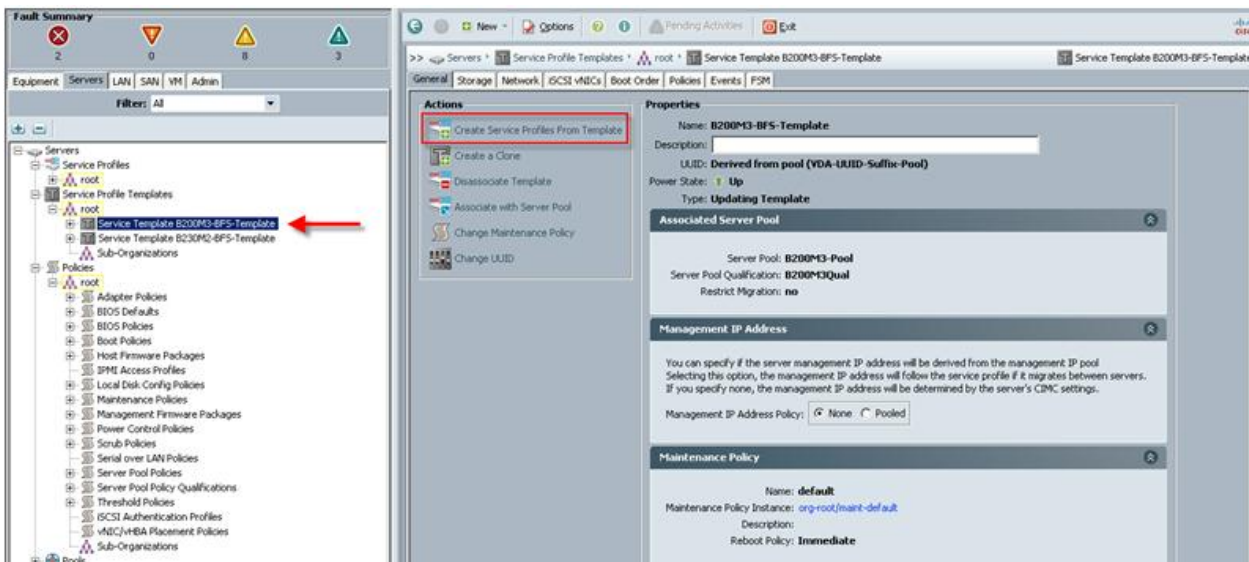 Fault Summary
2 0 8 3
Equipment Servers LAN SAN VM Admin
Filter: All
Servers
Service Profiles
root
Service Profile Templates
root
Service Template B200M3-BFS-Template
Service Template B230M2-BFS-Template
Sub-Organizations
Policies
root
Adapter Policies
BIOS Defaults
BIOS Policies
Boot Policies
Host Firmware Packages
IPMI Access Profiles
Local Disk Config Policies
Maintenance Policies
Management Firmware Packages
Power Control Policies
Scrub Policies
Serial over LAN Policies
Server Pool Policies
Server Pool Policy Qualifications
Threshold Policies
iSCSI Authentication Profiles
vNIC/vHBA Placement Policies
Sub-Organizations
Pools
New Options Pending Activities Exit
>> Servers Service Profile Templates root Service Template B200M3-BFS-Template Service Template B200M3-BFS-Template
General Storage Network iSCSI vNICs Boot Order Policies Events FSM
Actions
Create Service Profiles From Template
Create a Clone
Disassociate Template
Associate with Server Pool
Change Maintenance Policy
Change UUID
Properties
Name: B200M3-BFS-Template
Description:
UUID: Derived from pool (VDA-UUID-Suffix-Pool)
Power State: Up
Type: Updating Template
Associated Server Pool
Server Pool: B200M3-Pool
Server Pool Qualification: B200M3Qual
Restrict Migration: no
Management IP Address
You can specify if the server management IP address will be derived from the management IP pool
Selecting this option, the management IP address will follow the service profile if it migrates between servers.
If you specify none, the management IP address will be determined by the server's CIMC settings.
Management IP Address Policy: None Pooled
Maintenance Policy
Name: default
Maintenance Policy Instance: org-root/maint-default
Description:
Reboot Policy: Immediate